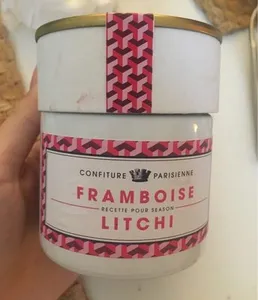 CONFITURE PARISIENNE
FRAMBOISE
RECETTE POUR SEASON
LITCHI